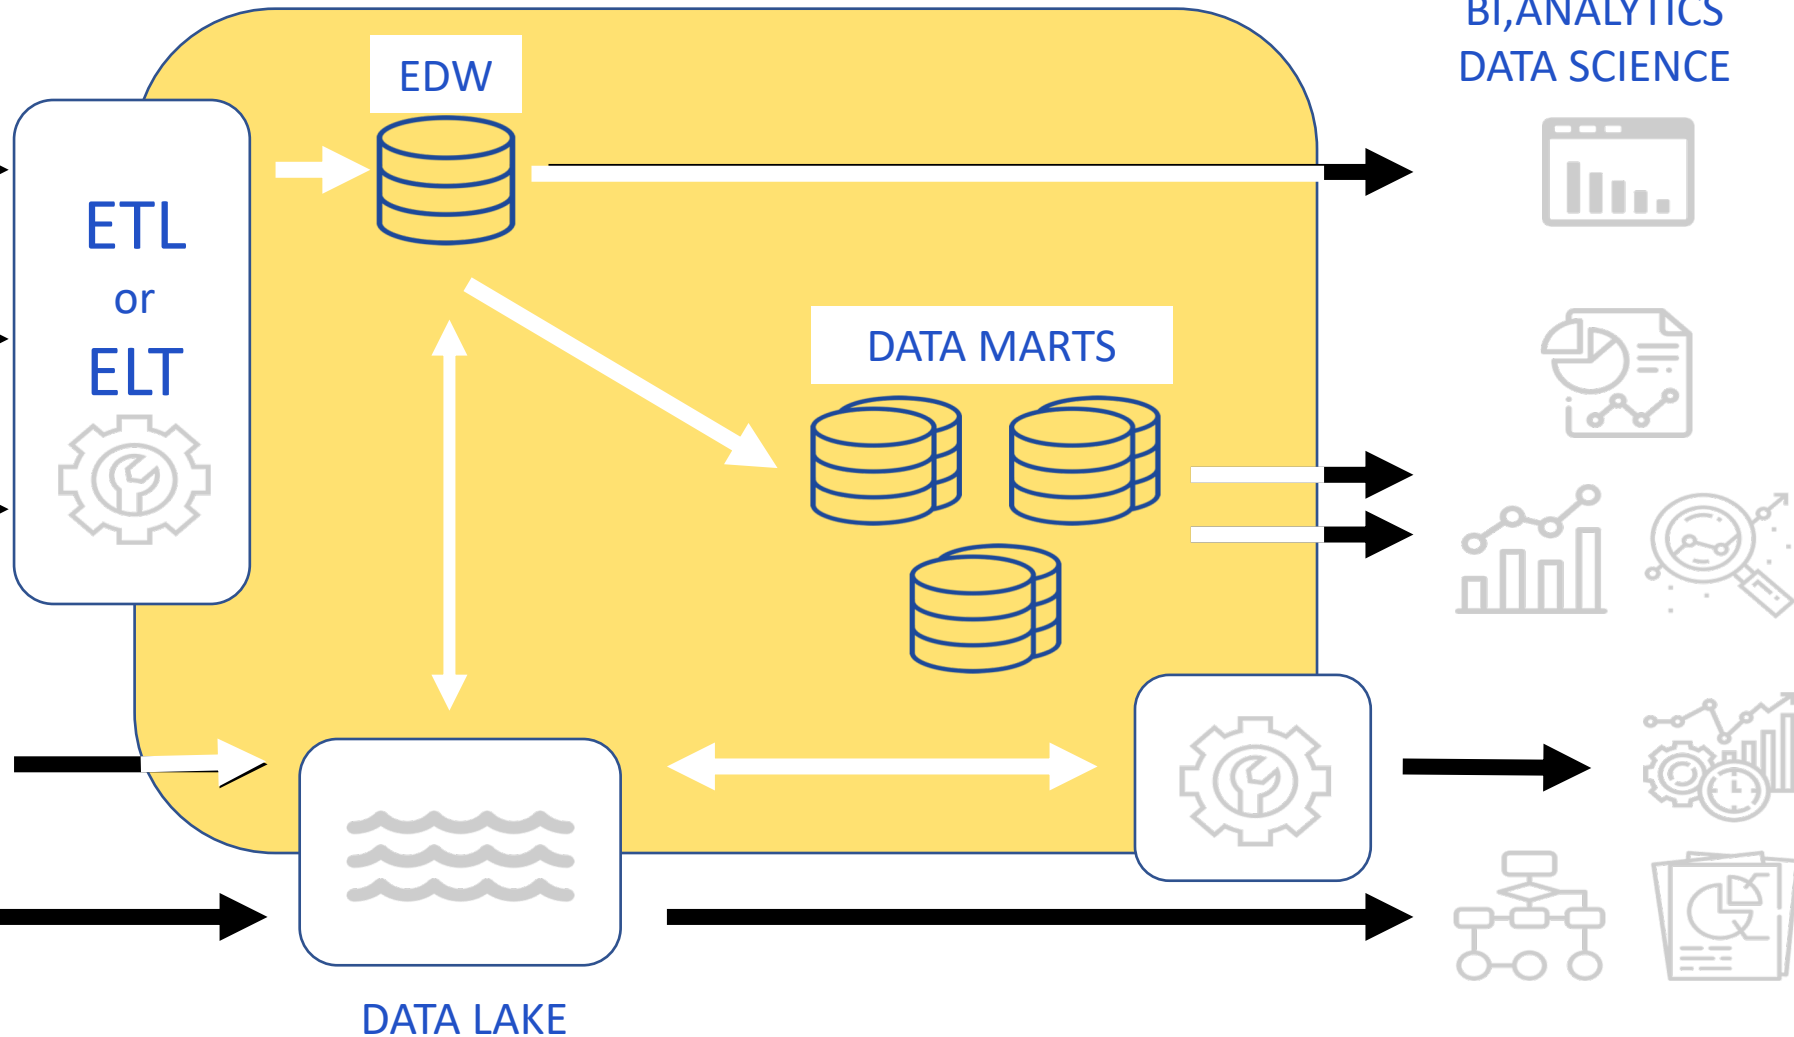 BI,ANALYTICS
DATA SCIENCE
EDW
ETL
or
ELT
DATA MARTS
DATA LAKE